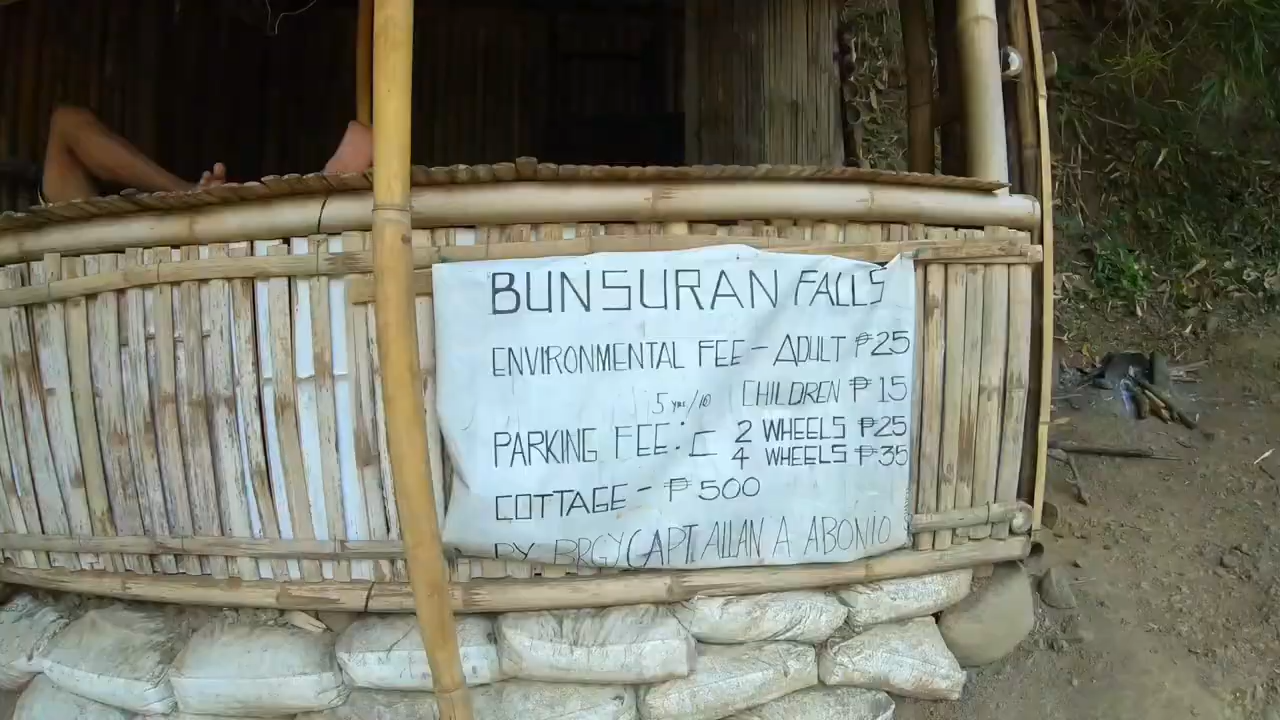 BUNSURAN FALLS
ENVIRONMENTAL FEE - ADULT ₱25
5 yrs/10 CHILDREN ₱ 15
PARKING FEE: 2 WHEELS ₱25
4 WHEELS ₱35
COTTAGE - ₱ 500
BY BRGY CAPT. ALLAN A ABONIO